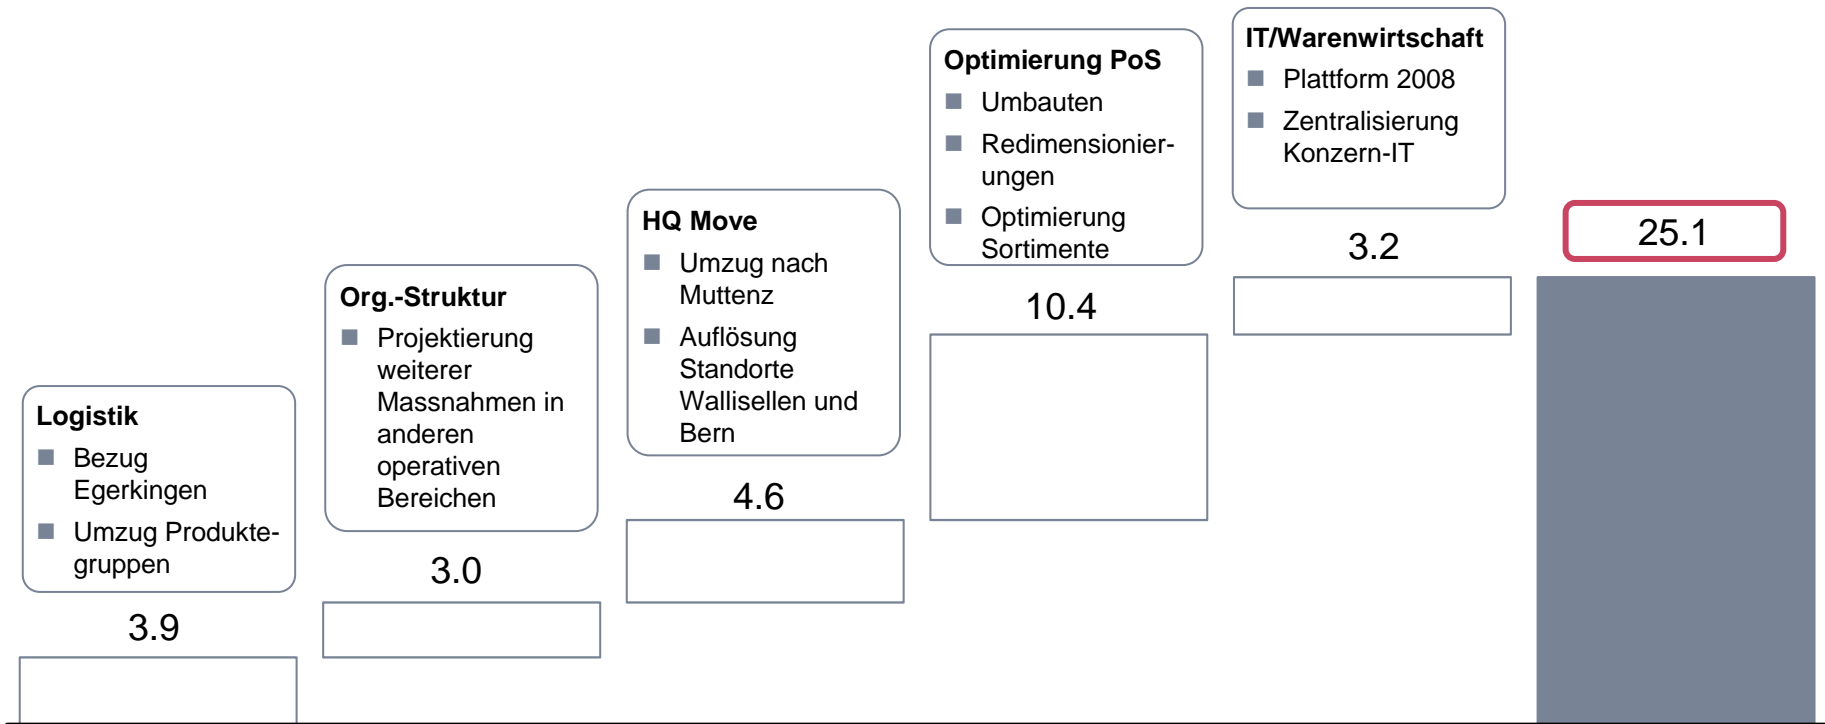 Logistik
Bezug
Egerkingen
Umzug Produkte-
gruppen
3.9
Org.-Struktur
Projektierung
weiterer
Massnahmen in
anderen
operativen
Bereichen
3.0
HQ Move
Umzug nach
Muttenz
Auflösung
Standorte
Wallisellen und
Bern
4.6
Optimierung PoS
Umbauten
Redimensionier-
ungen
Optimierung
Sortimente
10.4
IT/Warenwirtschaft
Plattform 2008
Zentralisierung
Konzern-IT
3.2
25.1